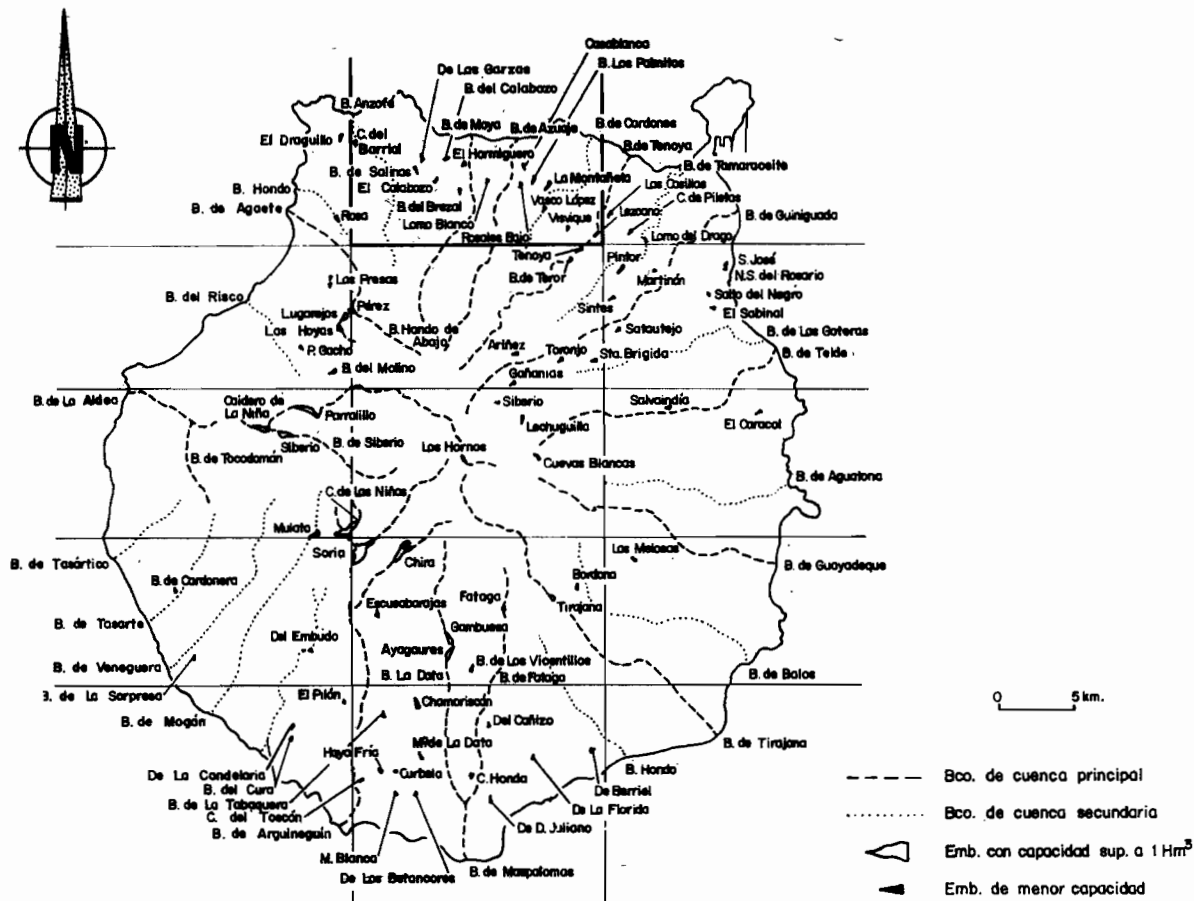 Casablanca
De Las Garzas
B. Los Palmitos
B. del Calabozo
B. Anzofé
B. de Moya
B. de Azuaje
B. de Cardones
El Draguillo
C. del
Barrial
El Hormiguero
B. de Tenoya
N
B. de Salinas
B. de Tamaraceite
El Calabozo
La Montañeta
Las Casillas
B. Hondo
B. del Brezal
Vasco López
C. de Piletas
B. de Agaete
Rosa
Lomo Blanco
Visvique
Lezcano
B. de Guiniguada
Rosales Bajo
Lomo del Drago
Tenoya
Pintor
S. José
B. de Teror
Martinón
N.S. del Rosario
Las Presas
B. del Risco
Pérez
Salto del Negro
Lugarejos
Sintes
El Sabinal
Las Hoyas
B. Hondo de
Abajo
Satautejo
B. de Las Goteras
P. Gacho
Ariñez
Toronjo
Sta. Brigida
B. de Telde
B. del Molino
Gañanias
B. de La Aldea
Caidero de
La Niña
Parralillo
Siberio
Salvaindía
Lechuguilla
El Caracol
Siberio
B. de Siberio
Los Hornos
B. de Tocodomán
Cuevas Blancas
B. de Aguatona
C. de Las Niñas
Mulato
Soria
Chira
Los Melosas
B. de Tasártico
B. de Guayadeque
B. de Cardonera
Bordona
Escusabarajas
Fataga
Tirajana
B. de Tasarte
Gambuesa
Del Embudo
Ayagaures
B. de Veneguera
B. de Los Vicentillos
B. La Data
B. de Fataga
B. de Balos
B. de La Sorpresa
El Pilón
Chamoriscán
0 5 km.
B. de Mogán
Del Cañizo
B. de Tirajana
Haya Fría
Mª de La Data
De La Candelaria
Curbelo
C. Honda
B. Hondo
Bco. de cuenca principal
B. del Cura
De Berriel
B. de La Tabaquera
De La Florida
C. del Toscón
Bco. de cuenca secundaria
B. de Arguineguín
De D. Juliano
M. Blanca
Emb. con capacidad sup. a 1 Hm³
De Los Betancores
B. de Maspalomas
Emb. de menor capacidad